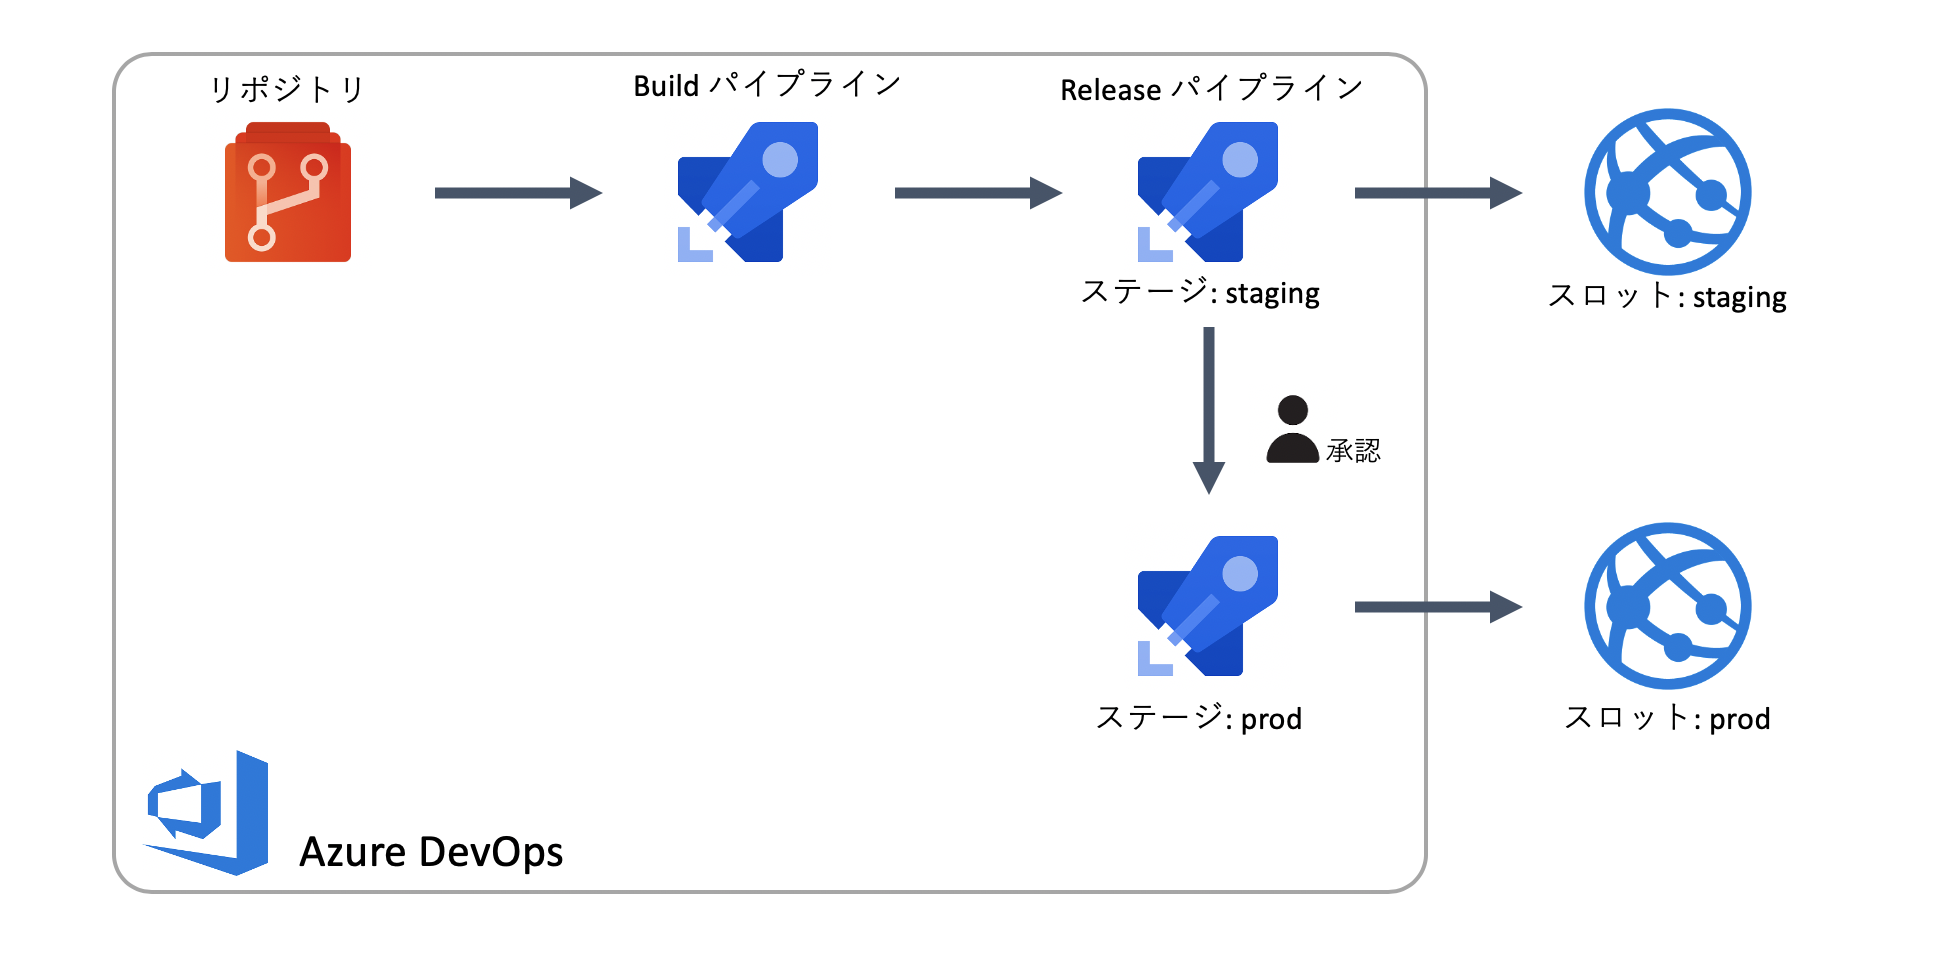 リポジトリ
Build パイプライン
Release パイプライン
ステージ: staging
スロット: staging
承認
ステージ: prod
スロット: prod
Azure DevOps